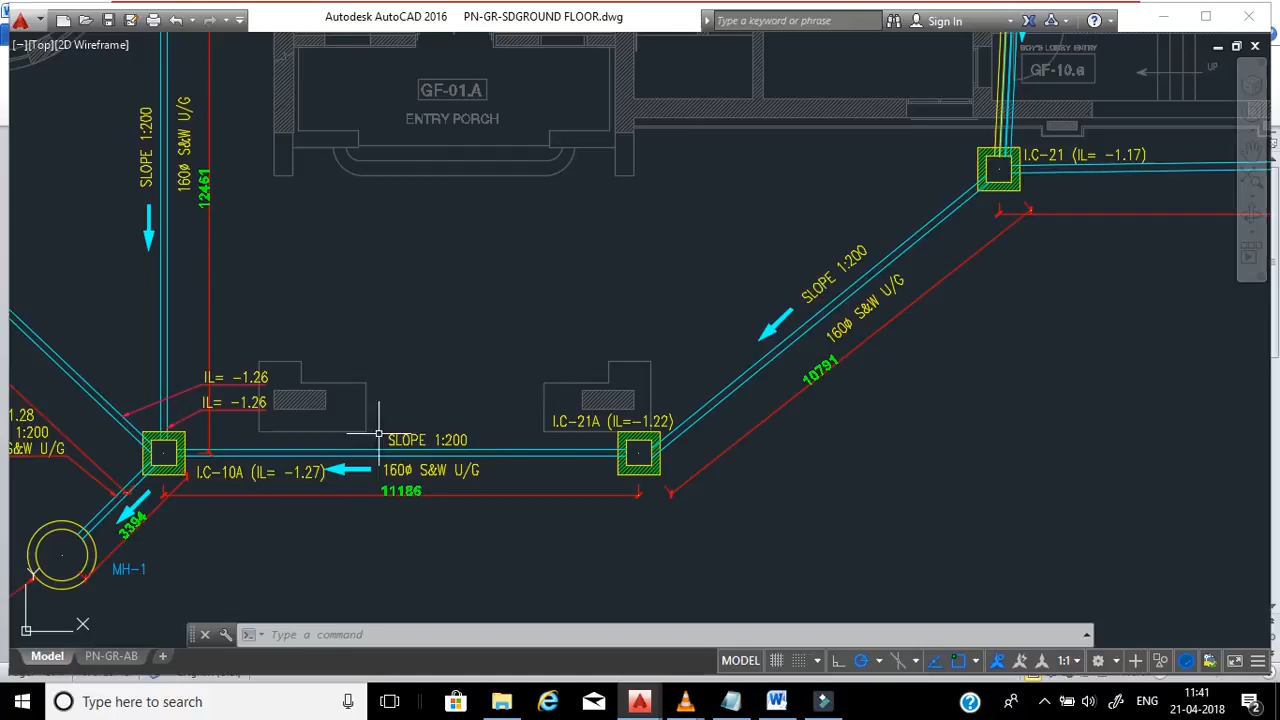 Autodesk AutoCAD 2016 PN-GR-SDGROUND FLOOR.dwg
Type a keyword or phrase
Sign In
[−][Top][2D Wireframe]
BOY'S LOBBY ENTRY
GF-10.a
UP
GF-01.A
ENTRY PORCH
SLOPE 1:200
160ø S&W U/G
12461
I.C-21 (IL= -1.17)
SLOPE 1:200
160ø S&W U/G
10791
IL= -1.26
IL= -1.26
1.28
1:200
S&W U/G
I.C-21A (IL=-1.22)
SLOPE 1:200
I.C-10A (IL= -1.27)
160ø S&W U/G
11186
3394
MH-1
Y
X
Type a command
Model
PN-GR-AB
MODEL
1:1
Type here to search
ENG
11:41
21-04-2018
2